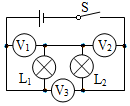 S
V₁ V₂
L₁ L₂
V₃